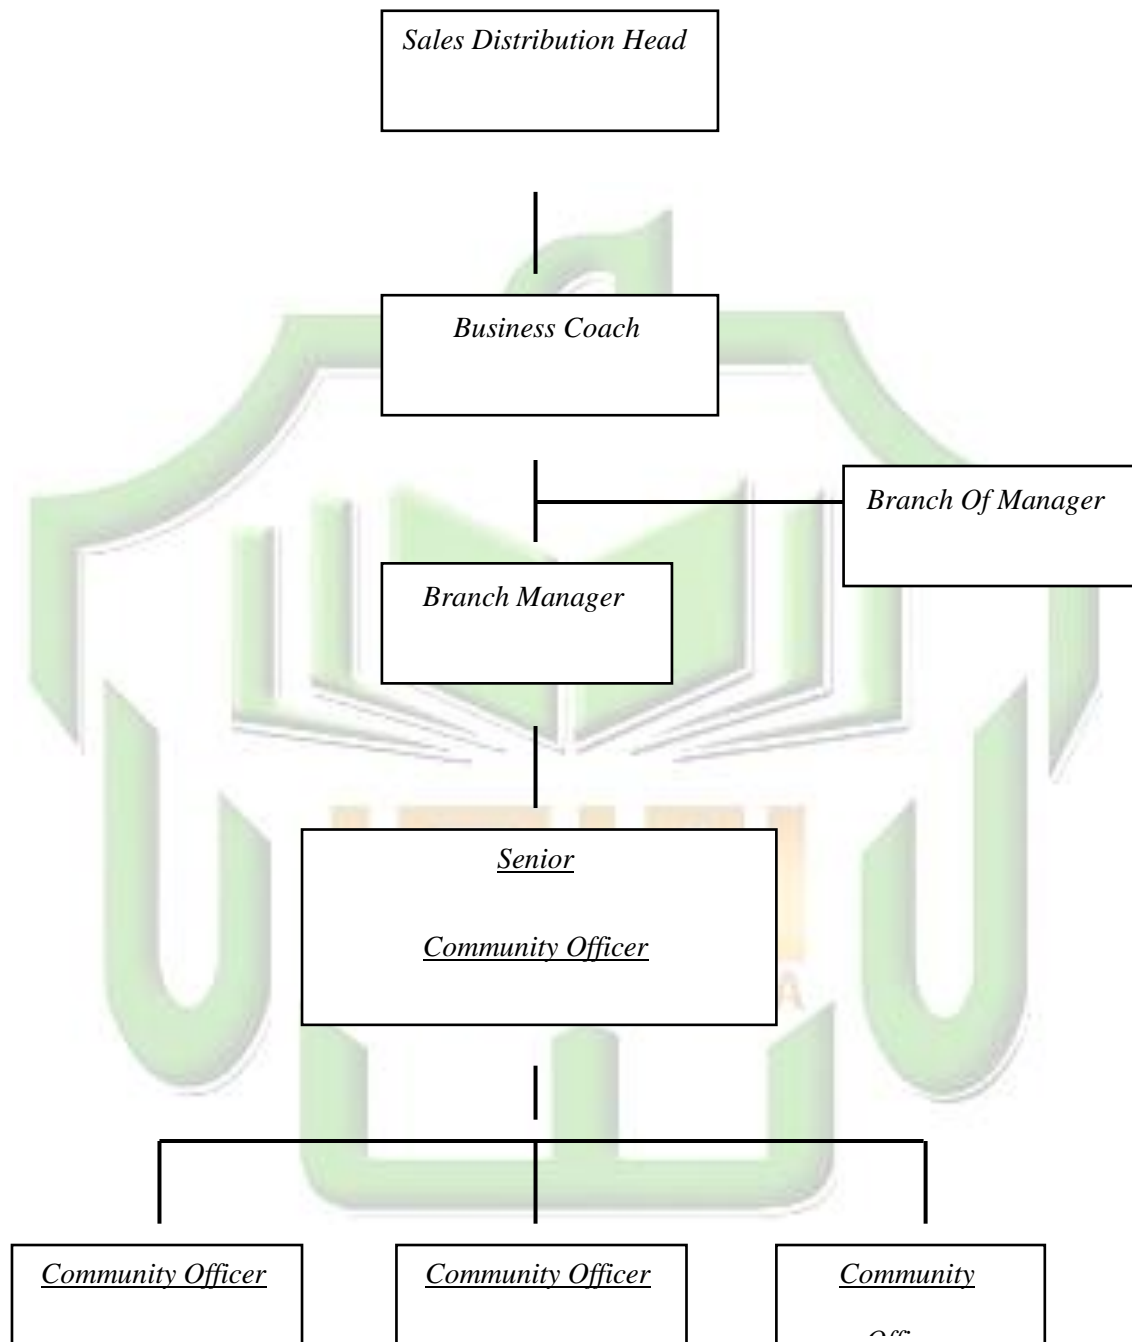 Sales Distribution Head
Business Coach
Branch Of Manager
Branch Manager
Senior
Community Officer
Community Officer
Community Officer
Community